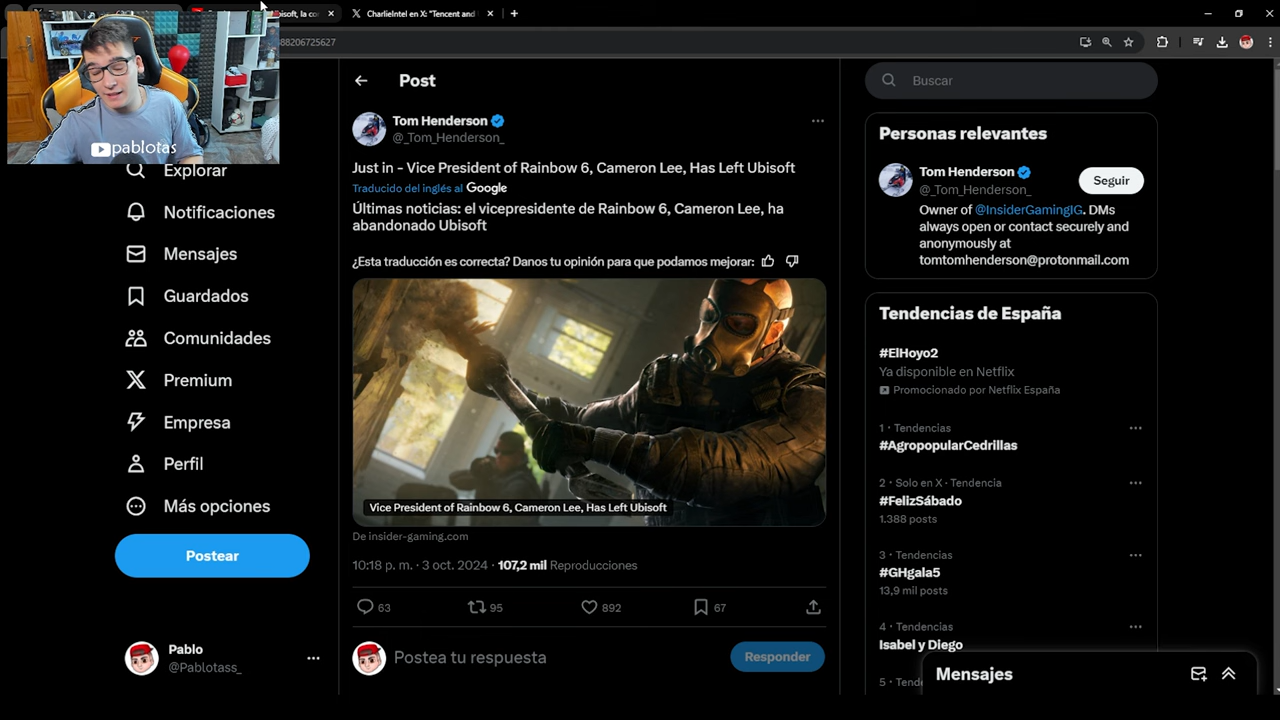 ubisoft, la co
CharlieIntel en X: "Tencent and
88206725627
pablotas
Explorar
Notificaciones
Mensajes
Guardados
Comunidades
Premium
Empresa
Perfil
Más opciones
Postear
Pablo
@Pablotass_
Post
Tom Henderson
@_Tom_Henderson_
Just in - Vice President of Rainbow 6, Cameron Lee, Has Left Ubisoft
Traducido del inglés al Google
Últimas noticias: el vicepresidente de Rainbow 6, Cameron Lee, ha
abandonado Ubisoft
¿Esta traducción es correcta? Danos tu opinión para que podamos mejorar:
Vice President of Rainbow 6, Cameron Lee, Has Left Ubisoft
De insider-gaming.com
10:18 p. m. · 3 oct. 2024 · 107,2 mil Reproducciones
63 95 892 67
Postea tu respuesta
Responder
Buscar
Personas relevantes
Tom Henderson
@_Tom_Henderson_
Seguir
Owner of @InsiderGamingIG. DMs
always open or contact securely and
anonymously at
tomtomhenderson@protonmail.com
Tendencias de España
#ElHoyo2
Ya disponible en Netflix
Promocionado por Netflix España
1 · Tendencias
#AgropopularCedrillas
2 · Solo en X · Tendencia
#FelizSábado
1.388 posts
3 · Tendencias
#GHgala5
13,9 mil posts
4 · Tendencias
Isabel y Diego
5 · Tende
Mensajes